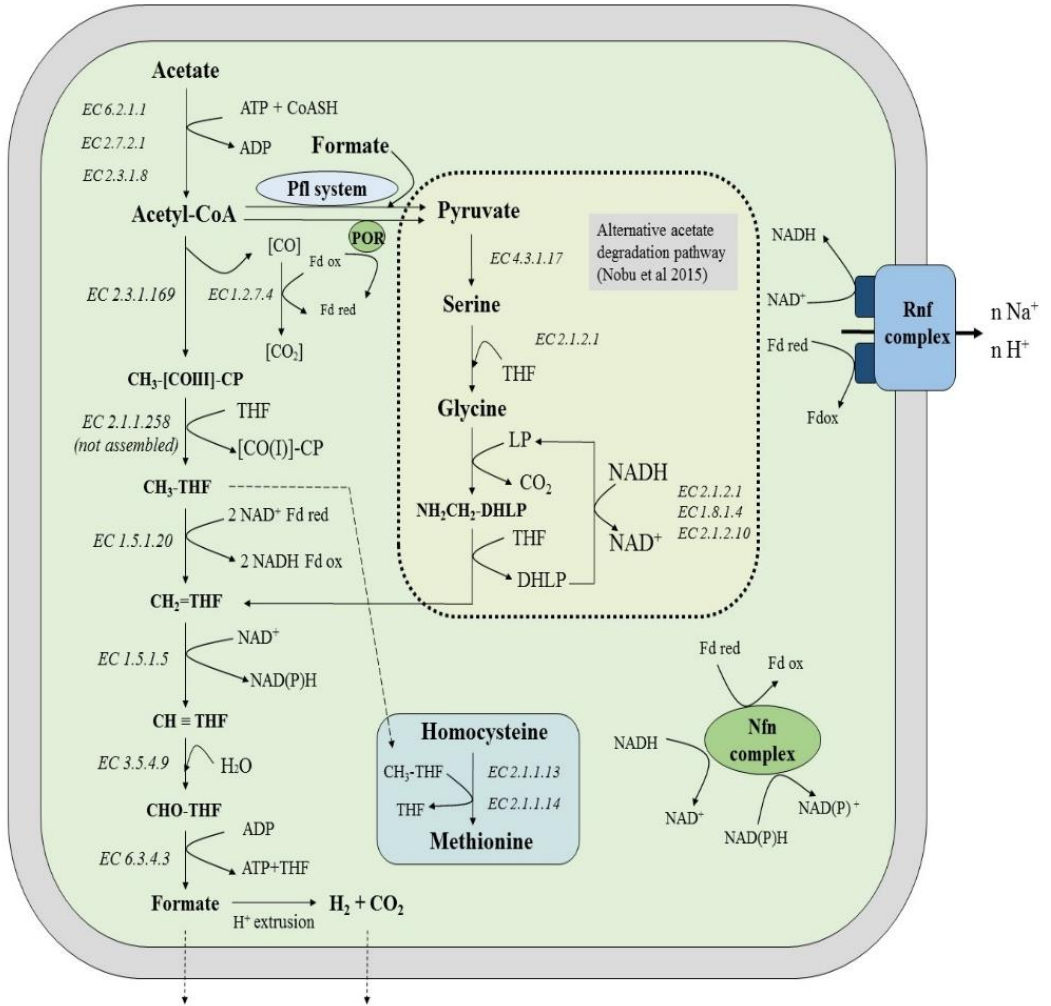 Acetate
EC 6.2.1.1
ATP + CoASH
EC 2.7.2.1
ADP
EC 2.3.1.8
Formate
Pfl system
Acetyl-CoA
Pyruvate
POR
[CO]
Fd ox
EC 2.3.1.169
EC 1.2.7.4
Fd red
[CO₂]
CH₃-[COIII]-CP
EC 2.1.1.258
(not assembled)
THF
[CO(I)]-CP
CH₃-THF
2 NAD⁺ Fd red
EC 1.5.1.20
2 NADH Fd ox
CH₂=THF
NAD⁺
EC 1.5.1.5
NAD(P)H
CH ≡ THF
EC 3.5.4.9
H₂O
CHO-THF
ADP
EC 6.3.4.3
ATP+THF
Formate
H⁺ extrusion
H₂ + CO₂
Alternative acetate
degradation pathway
(Nobu et al 2015)
EC 4.3.1.17
Serine
EC 2.1.2.1
THF
Glycine
LP
CO₂
NADH
NH₂CH₂-DHLP
EC 2.1.2.1
EC 1.8.1.4
EC 2.1.2.10
THF
NAD⁺
DHLP
NADH
NAD⁺
Rnf
complex
n Na⁺
n H⁺
Fd red
Fdox
Homocysteine
CH₃-THF
EC 2.1.1.13
THF
EC 2.1.1.14
Methionine
Fd red
Fd ox
Nfn
complex
NADH
NAD⁺
NAD(P)H
NAD(P)⁺